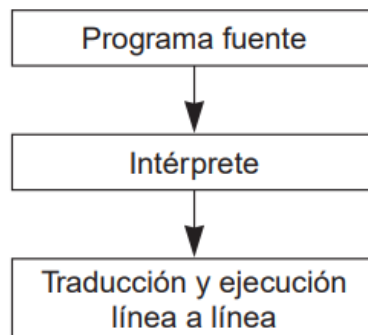 Programa fuente
Intérprete
Traducción y ejecución
línea a línea